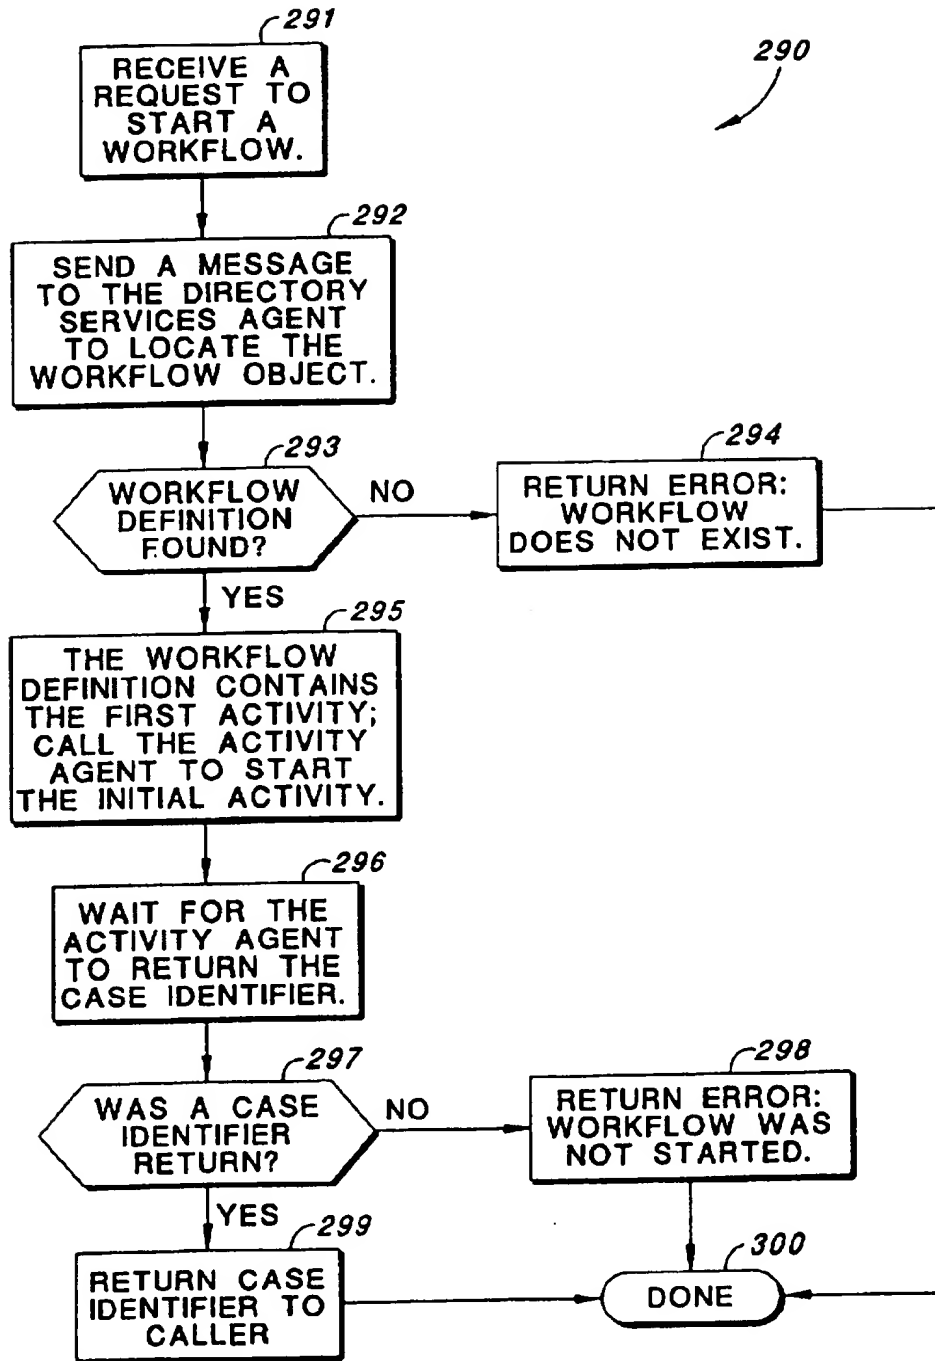 291
290
RECEIVE A
REQUEST TO
START A
WORKFLOW.
292
SEND A MESSAGE
TO THE DIRECTORY
SERVICES AGENT
TO LOCATE THE
WORKFLOW OBJECT.
293
WORKFLOW
DEFINITION
FOUND?
NO
294
RETURN ERROR:
WORKFLOW
DOES NOT EXIST.
YES
295
THE WORKFLOW
DEFINITION CONTAINS
THE FIRST ACTIVITY;
CALL THE ACTIVITY
AGENT TO START
THE INITIAL ACTIVITY.
296
WAIT FOR THE
ACTIVITY AGENT
TO RETURN THE
CASE IDENTIFIER.
297
WAS A CASE
IDENTIFIER
RETURN?
NO
298
RETURN ERROR:
WORKFLOW WAS
NOT STARTED.
YES
299
RETURN CASE
IDENTIFIER TO
CALLER
300
DONE